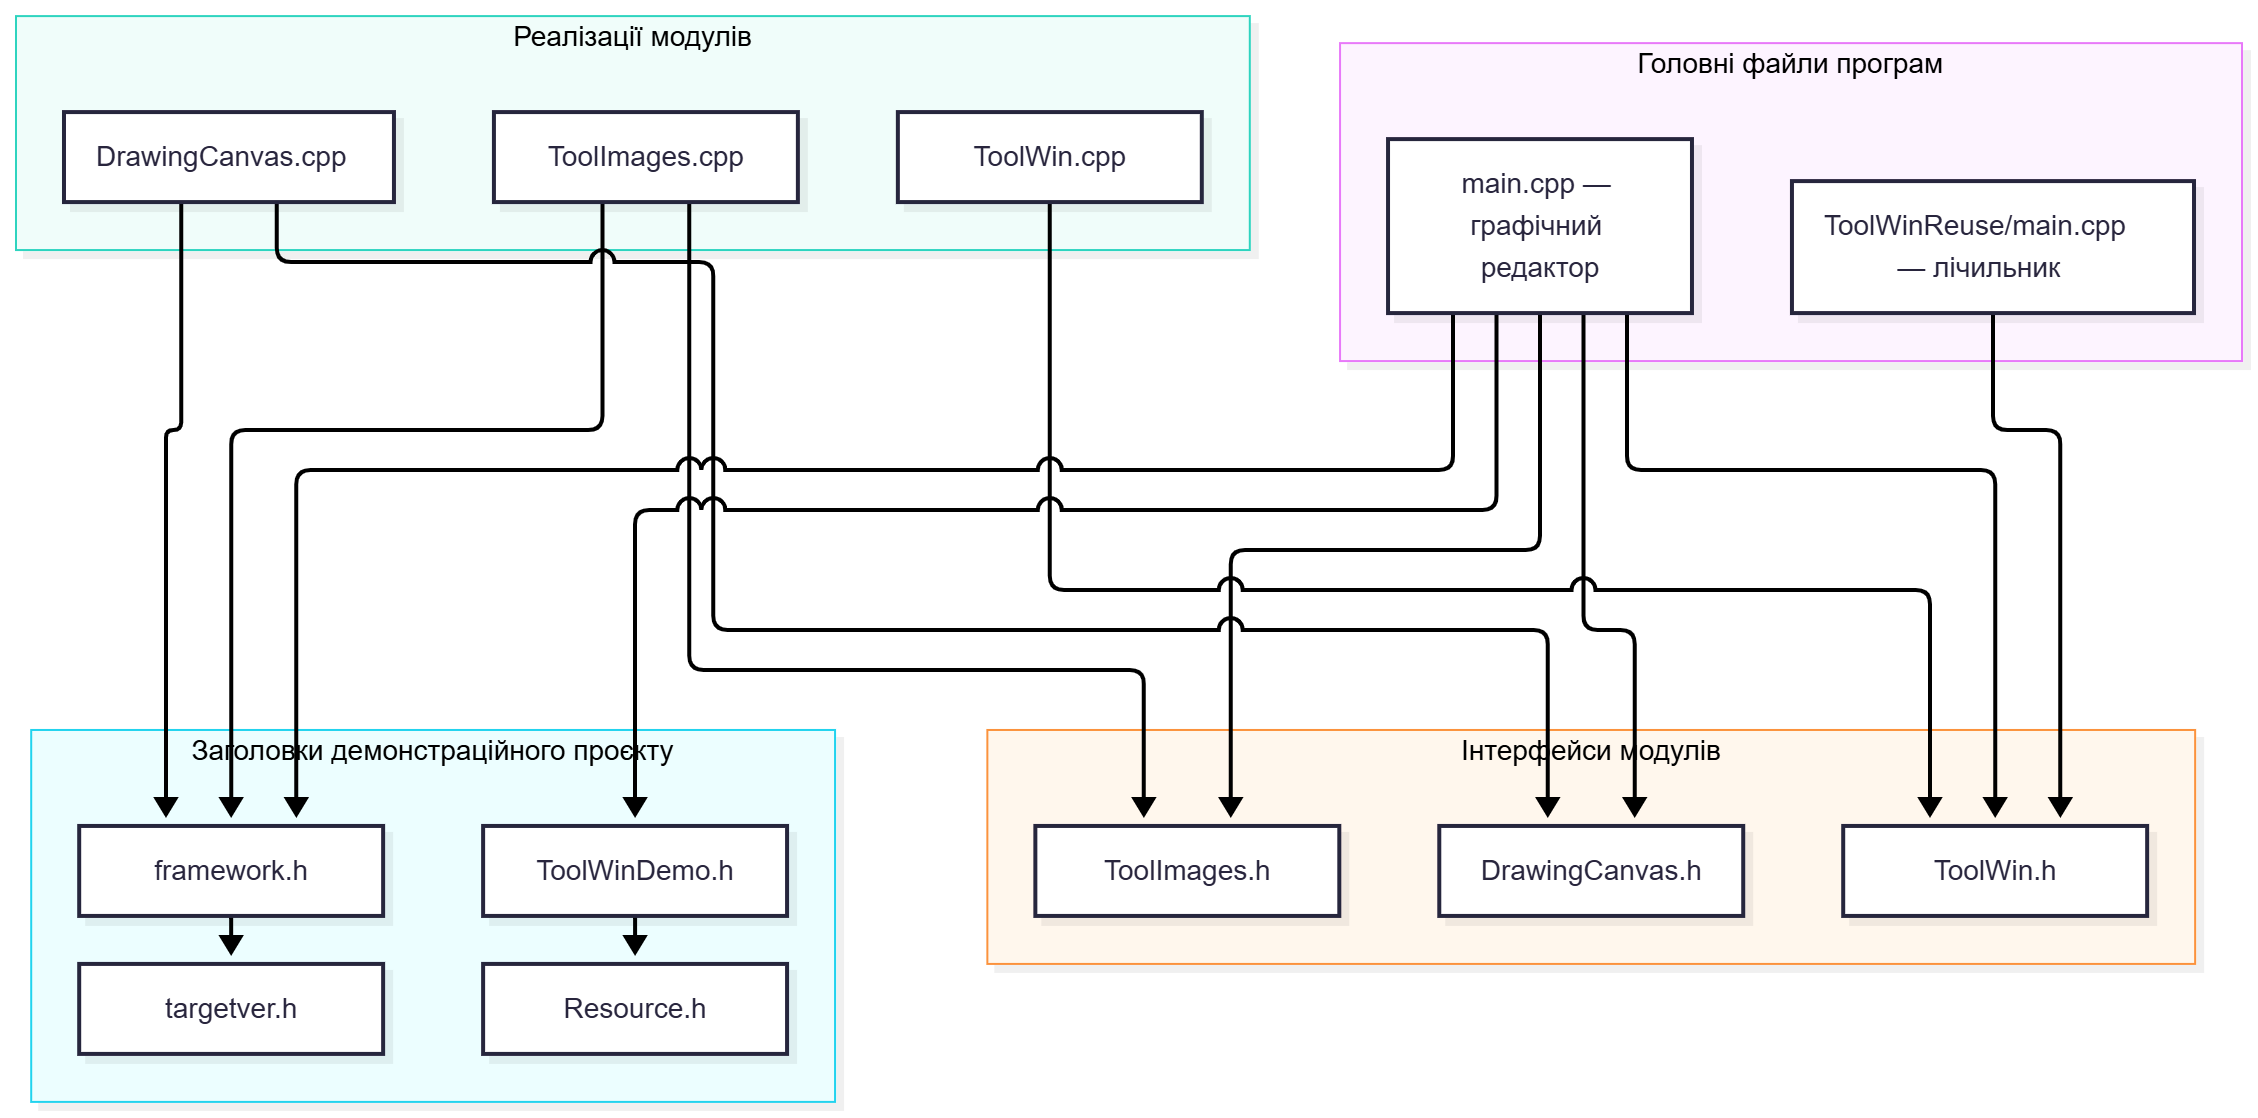 Реалізації модулів
DrawingCanvas.cpp
ToolImages.cpp
ToolWin.cpp
Головні файли програм
main.cpp —
графічний
редактор
ToolWinReuse/main.cpp
— лічильник
Заголовки демонстраційного проєкту
framework.h
ToolWinDemo.h
targetver.h
Resource.h
Інтерфейси модулів
ToolImages.h
DrawingCanvas.h
ToolWin.h